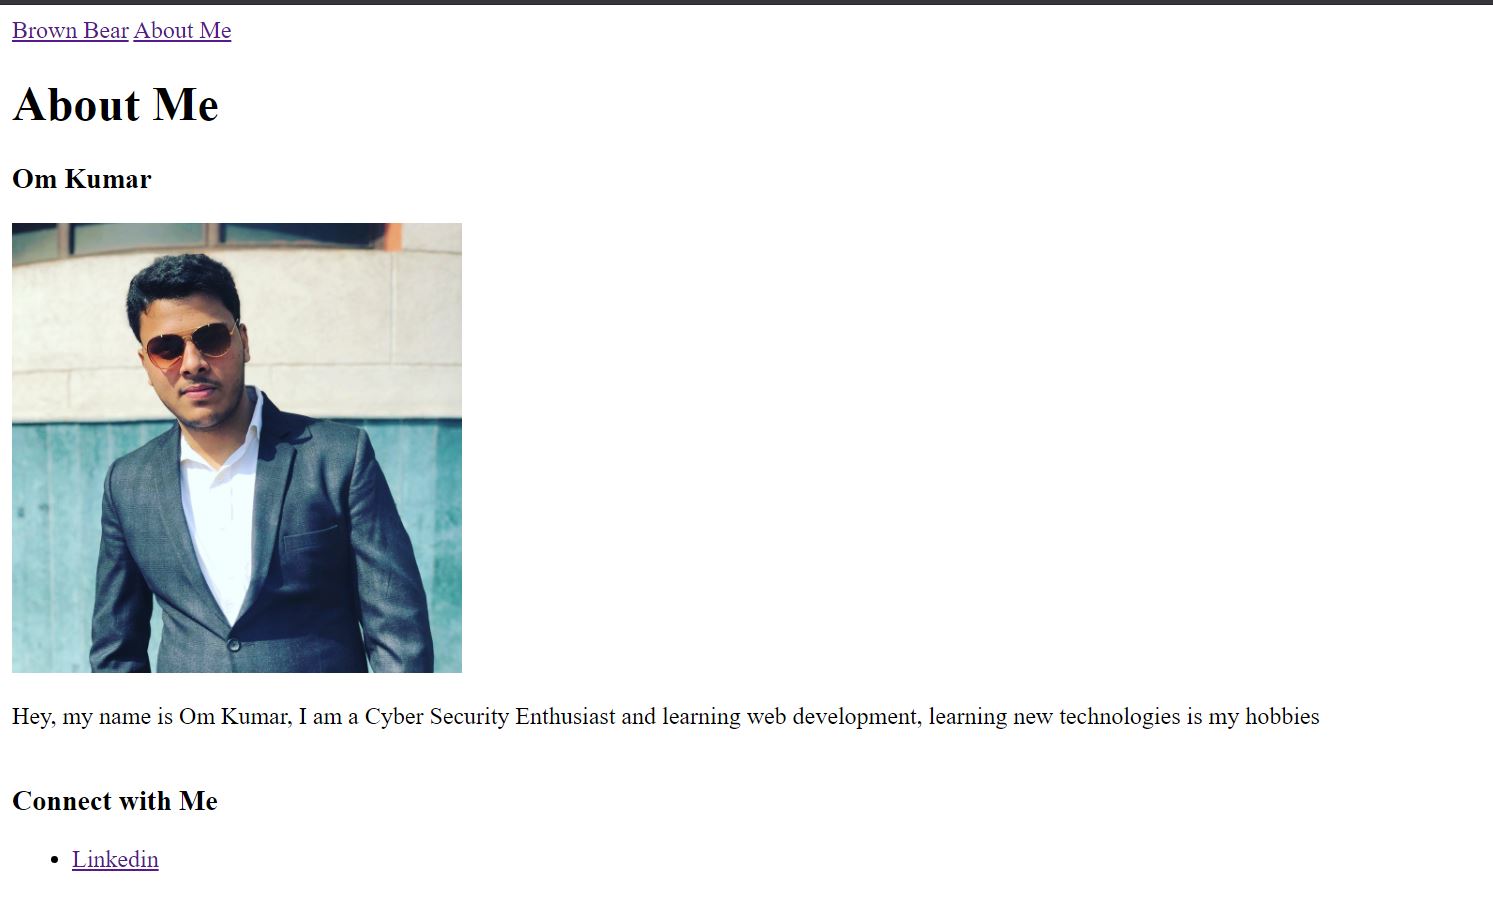 Brown Bear About Me
About Me
Om Kumar
Hey, my name is Om Kumar, I am a Cyber Security Enthusiast and learning web development, learning new technologies is my hobbies
Connect with Me
Linkedin